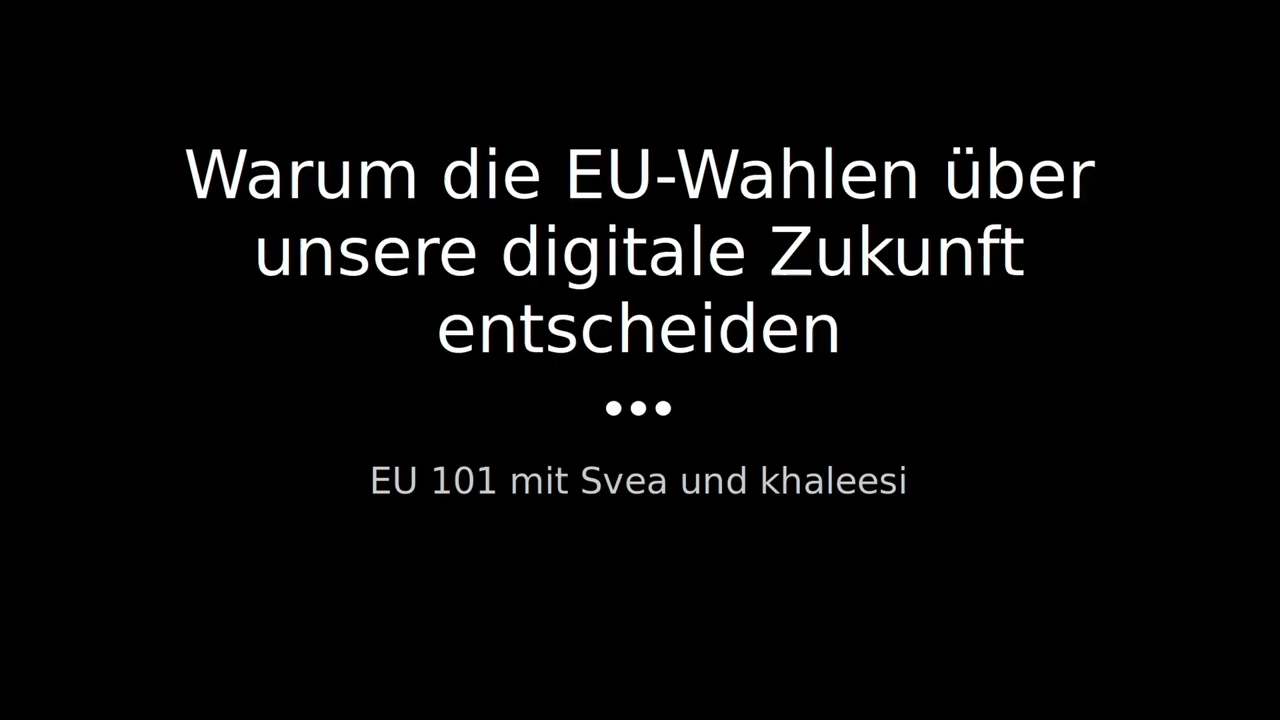 Warum die EU-Wahlen über
unsere digitale Zukunft
entscheiden
•••
EU 101 mit Svea und khaleesi